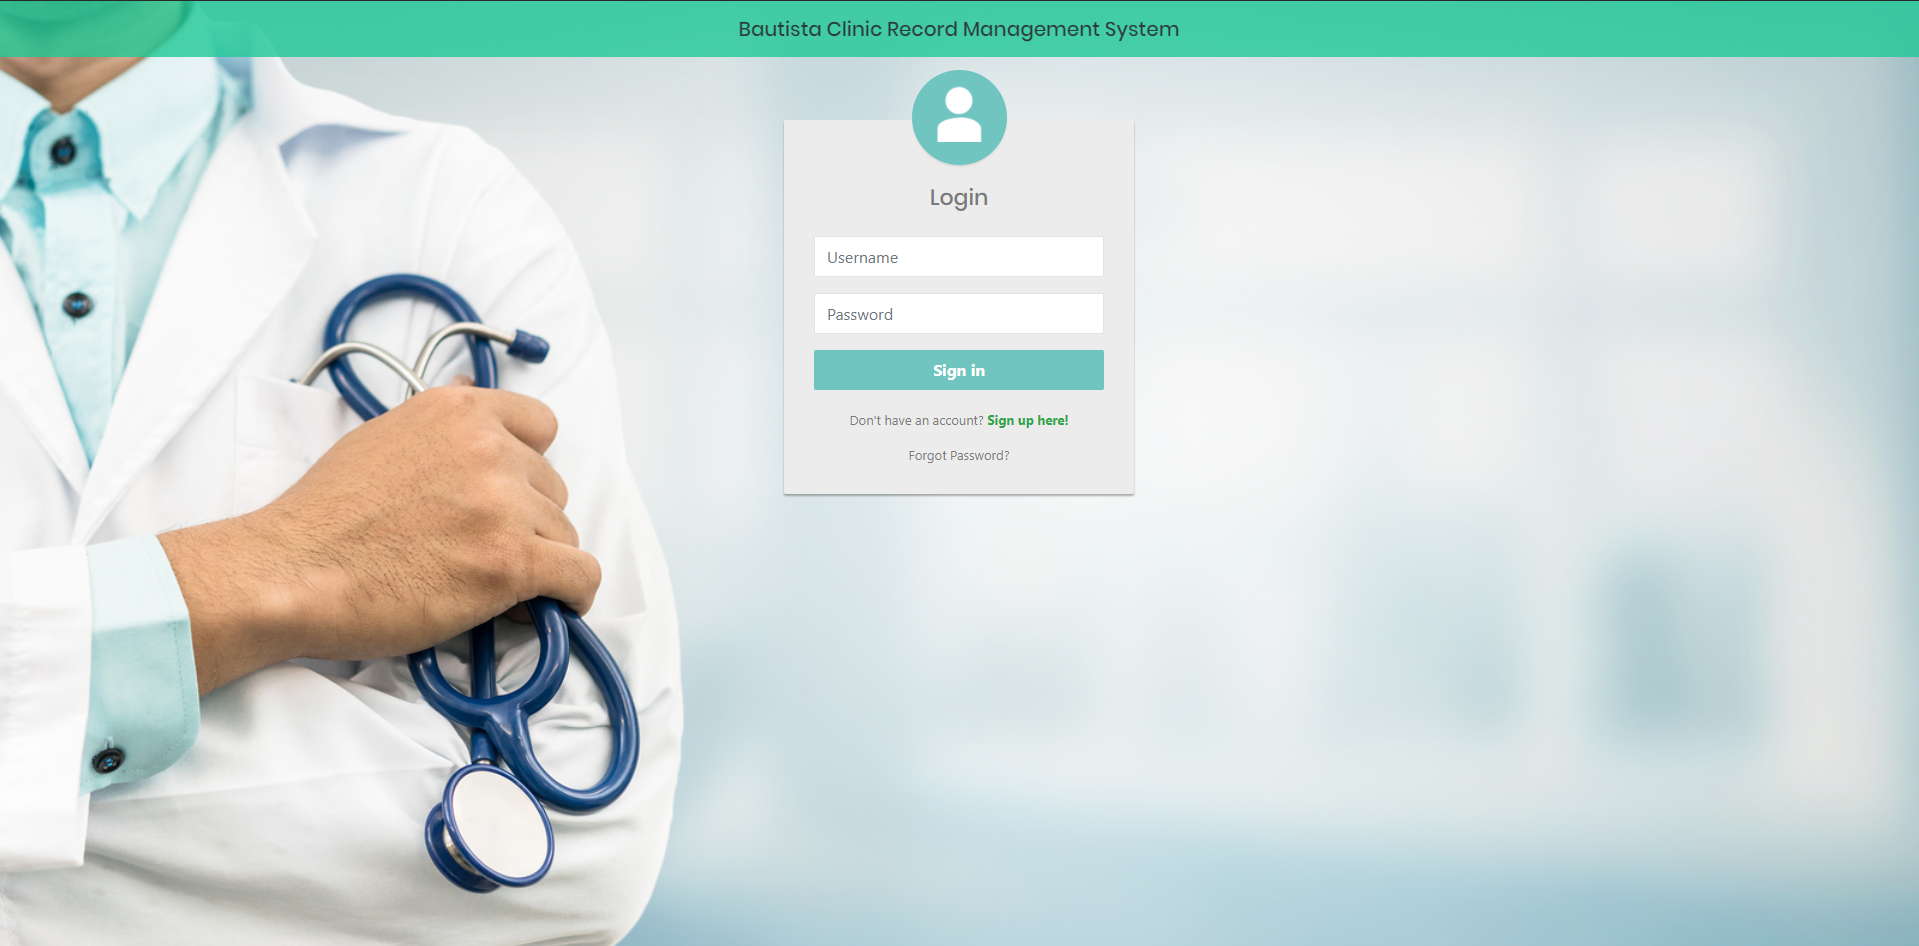 Bautista Clinic Record Management System
Login
Username
Password
Sign in
Don't have an account? Sign up here!
Forgot Password?